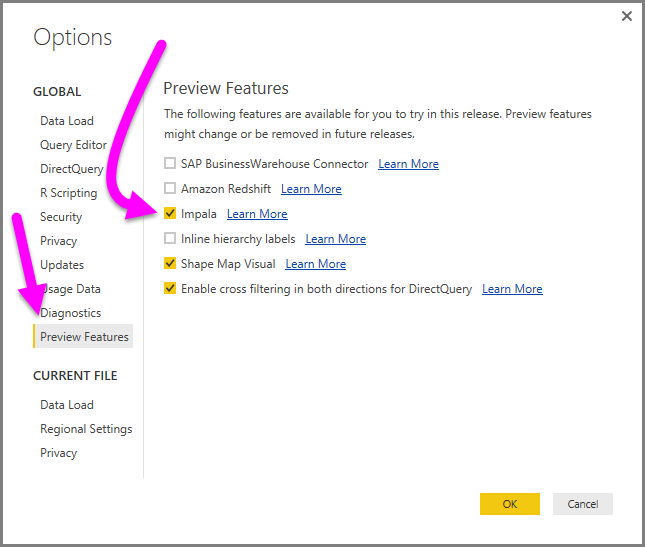 Options
GLOBAL
Data Load
Query Editor
DirectQuery
R Scripting
Security
Privacy
Updates
Usage Data
Diagnostics
Preview Features
CURRENT FILE
Data Load
Regional Settings
Privacy
Preview Features
The following features are available for you to try in this release. Preview features
might change or be removed in future releases.
SAP BusinessWarehouse Connector Learn More
Amazon Redshift Learn More
Impala Learn More
Inline hierarchy labels Learn More
Shape Map Visual Learn More
Enable cross filtering in both directions for DirectQuery Learn More
OK Cancel